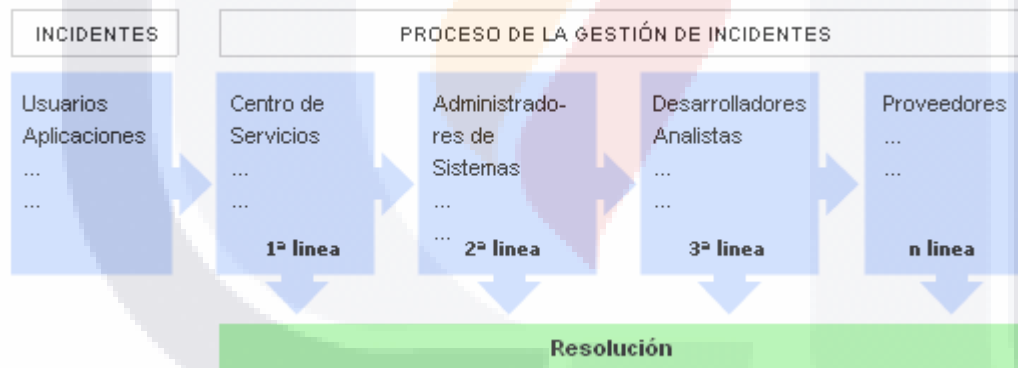 INCIDENTES
PROCESO DE LA GESTIÓN DE INCIDENTES
Usuarios
Aplicaciones
...
...
Centro de
Servicios
...
...
1ª linea
Administrado-
res de
Sistemas
...
...
2ª linea
Desarrolladores
Analistas
...
...
3ª linea
Proveedores
...
...
n linea
Resolución